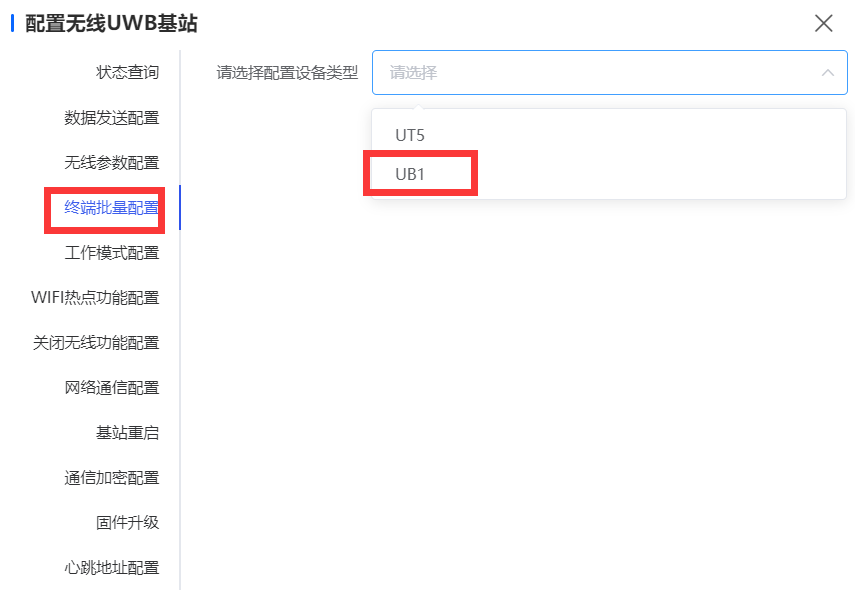 配置无线UWB基站
状态查询
数据发送配置
无线参数配置
终端批量配置
工作模式配置
WIFI热点功能配置
关闭无线功能配置
网络通信配置
基站重启
通信加密配置
固件升级
心跳地址配置
请选择配置设备类型
请选择
UT5
UB1